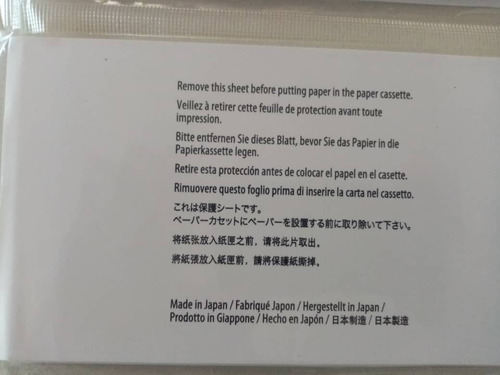 Remove this sheet before putting paper in the paper cassette.
Veillez à retirer cette feuille de protection avant toute
impression.
Bitte entfernen Sie dieses Blatt, bevor Sie das Papier in die
Papierkassette legen.
Retire esta protección antes de colocar el papel en el casette.
Rimuovere questo foglio prima di inserire la carta nel cassetto.
これは保護シートです。
ペーパーカセットにペーパーを設置する前に取り除いて下さい。
将纸张放入纸匣之前，请将此片取出。
將紙張放入紙匣前，請將保護紙撕掉。
Made in Japan / Fabriqué Japon / Hergestellt in Japan /
Prodotto in Giappone / Hecho en Japón / 日本制造 / 日本製造